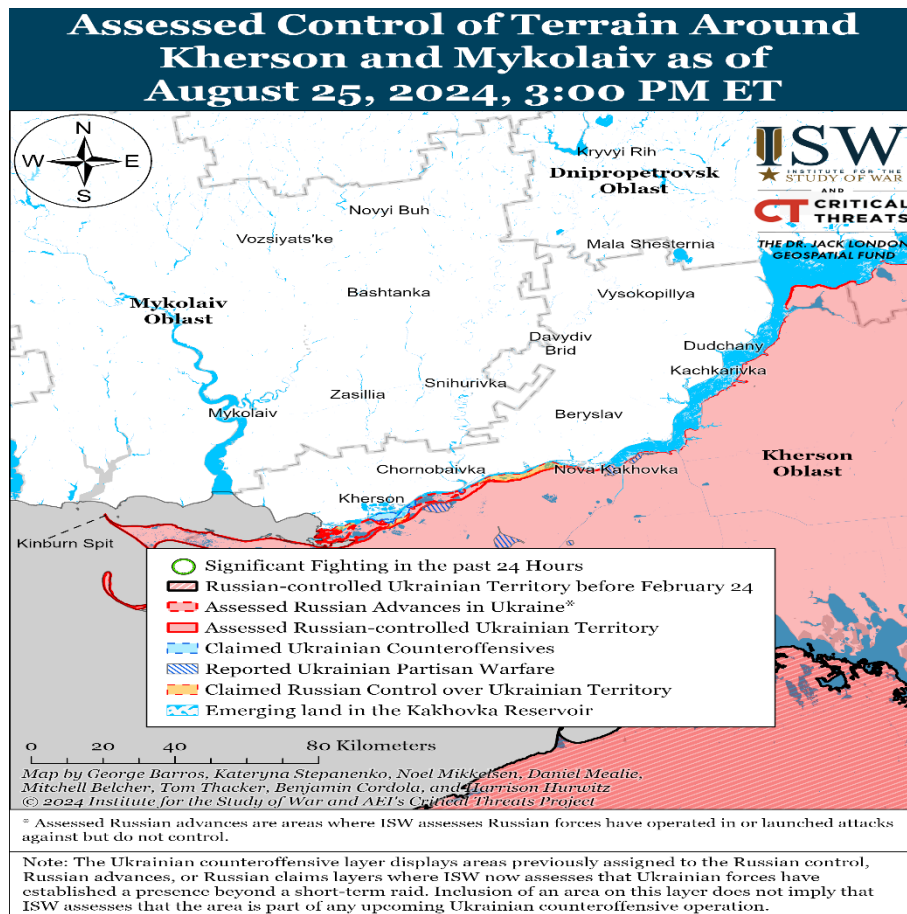 Assessed Control of Terrain Around
Kherson and Mykolaiv as of
August 25, 2024, 3:00 PM ET
N
W E
S
Kryvyi Rih
Dnipropetrovsk
Oblast
ISW
INSTITUTE FOR THE
STUDY OF WAR
AND
CT CRITICAL
THREATS
THE DR. JACK LONDON
GEOSPATIAL FUND
Novyi Buh
Vozsiyats'ke
Mala Shesternia
Bashtanka
Vysokopillya
Mykolaiv
Oblast
Davydiv
Brid
Dudchany
Kachkarivka
Snihurivka
Zasillia
Mykolaiv
Beryslav
Kherson
Oblast
Chornobaivka
Nova Kakhovka
Kherson
Kinburn Spit
Significant Fighting in the past 24 Hours
Russian-controlled Ukrainian Territory before February 24
Assessed Russian Advances in Ukraine*
Assessed Russian-controlled Ukrainian Territory
Claimed Ukrainian Counteroffensives
Reported Ukrainian Partisan Warfare
Claimed Russian Control over Ukrainian Territory
Emerging land in the Kakhovka Reservoir
0 20 40 80 Kilometers
Map by George Barros, Kateryna Stepanenko, Noel Mikkelsen, Daniel Mealie,
Mitchell Belcher, Tom Thacker, Benjamin Cordola, and Harrison Hurwitz
© 2024 Institute for the Study of War and AEI's Critical Threats Project
* Assessed Russian advances are areas where ISW assesses Russian forces have operated in or launched attacks
against but do not control.
Note: The Ukrainian counteroffensive layer displays areas previously assigned to the Russian control,
Russian advances, or Russian claims layers where ISW now assesses that Ukrainian forces have
established a presence beyond a short-term raid. Inclusion of an area on this layer does not imply that
ISW assesses that the area is part of any upcoming Ukrainian counteroffensive operation.